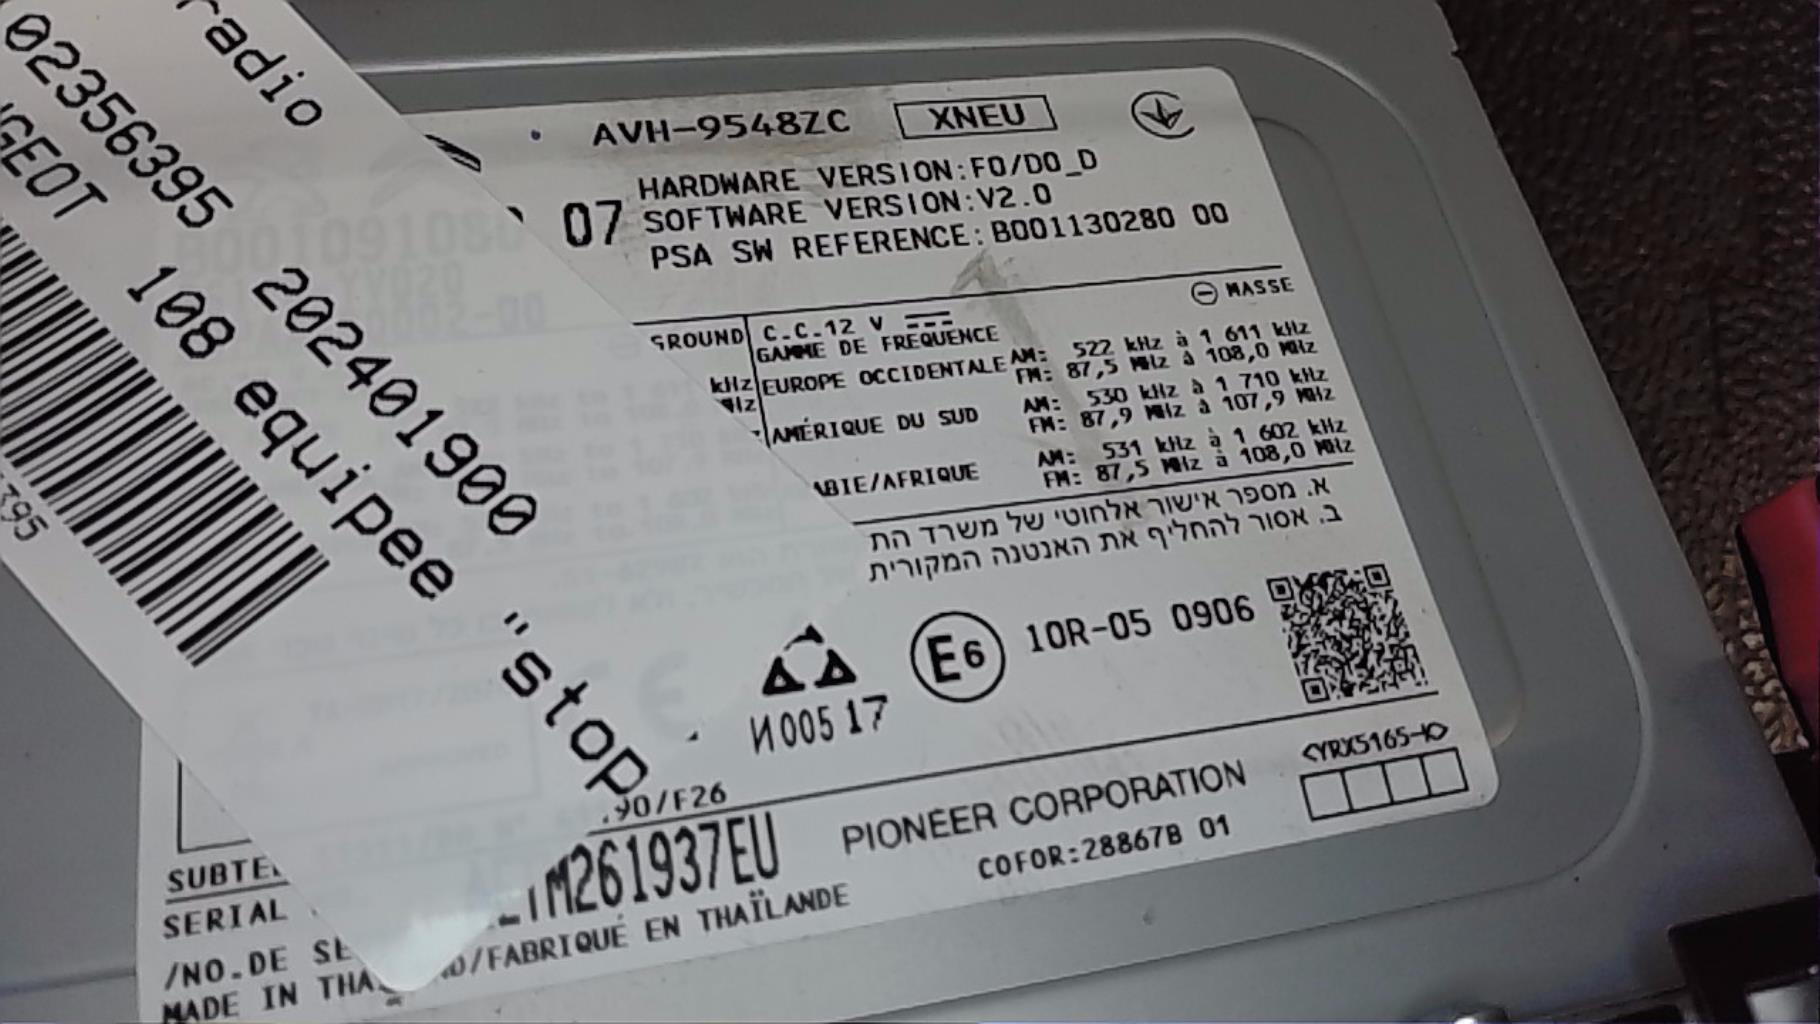 radio
02356395 202401900
108 equipee "stop
AVH-9548ZC XNEU
07
HARDWARE VERSION:F0/D0_D
SOFTWARE VERSION:V2.0
PSA SW REFERENCE:B001130280 00
MASSE
GROUND
C.C.12 V
GAMME DE FRÉQUENCE
kHz
EUROPE OCCIDENTALE AM: 522 kHz à 1 611 kHz
FM: 87,5 MHz à 108,0 MHz
AMÉRIQUE DU SUD AM: 530 kHz à 1 710 kHz
FM: 87,9 MHz à 107,9 MHz
ABIE/AFRIQUE AM: 531 kHz à 1 602 kHz
FM: 87,5 MHz à 108,0 MHz
א. מספר אישור אלחוטי של משרד הת
ב. אסור להחליף את האנטנה המקורית
E6 10R-05 0906
И005 17
<YRX5165-K>
90/F26
PIONEER CORPORATION
COFOR:28867B 01
SERIAL
M261937EU
/NO.DE SE
MADE IN THA D/FABRIQUÉ EN THAÏLANDE